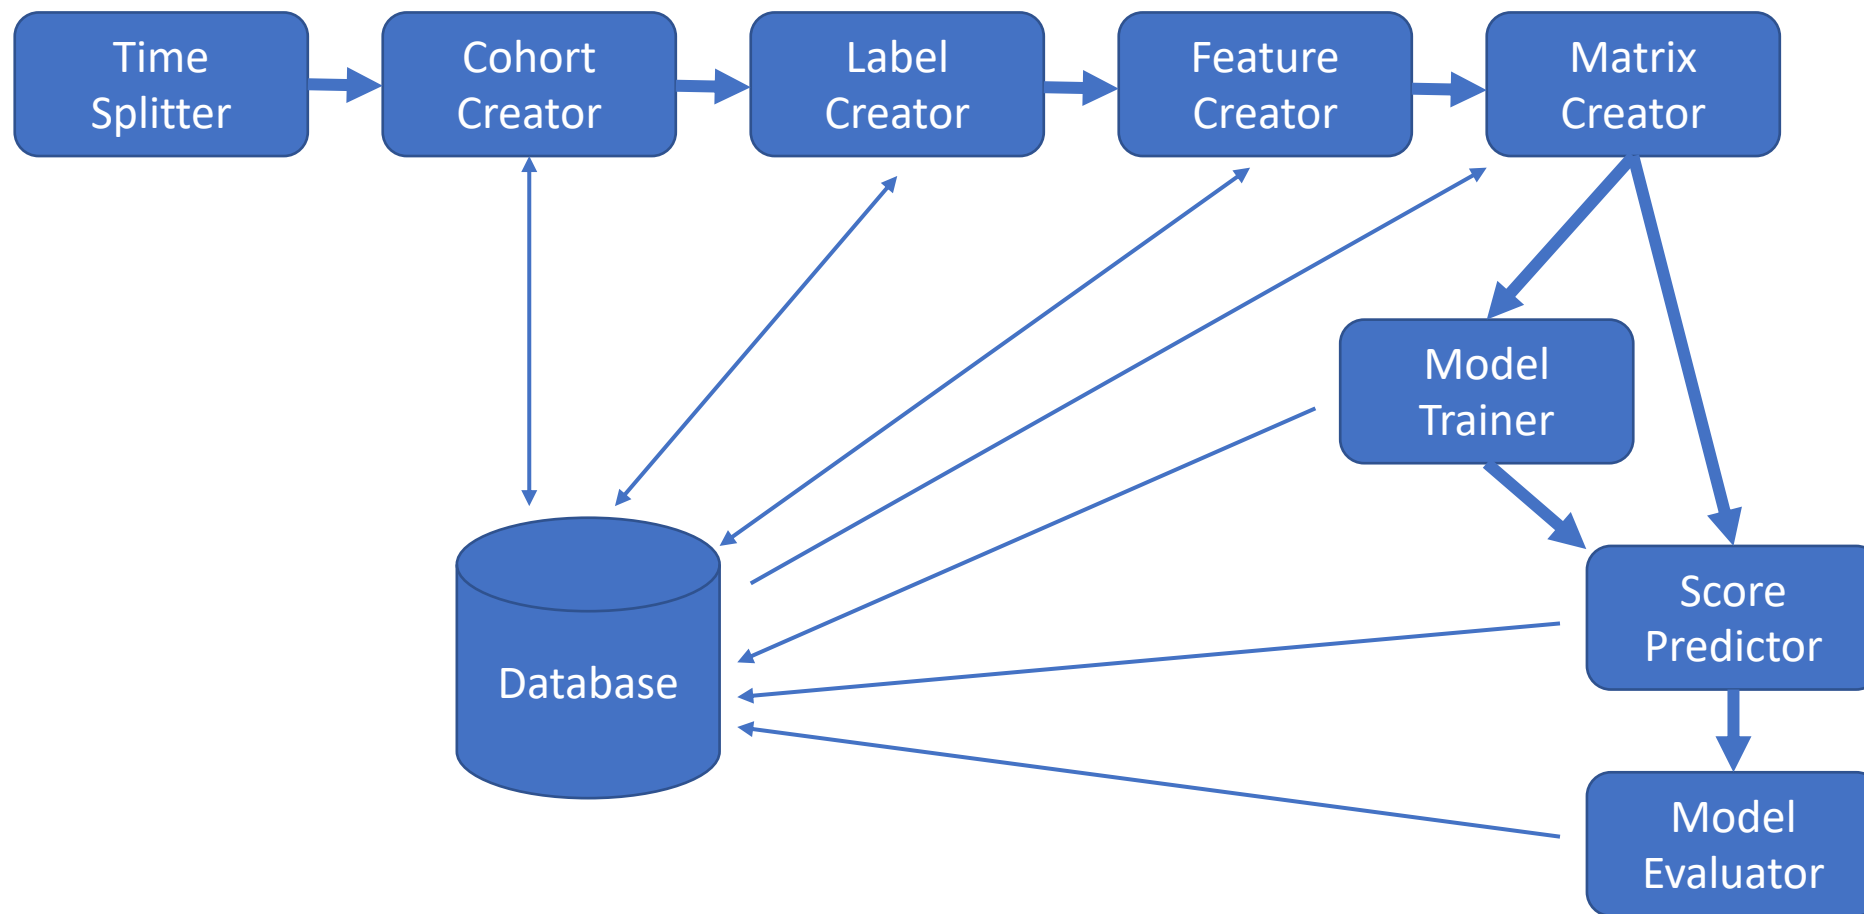 Time
Splitter
Cohort
Creator
Label
Creator
Feature
Creator
Matrix
Creator
Model
Trainer
Score
Predictor
Database
Model
Evaluator